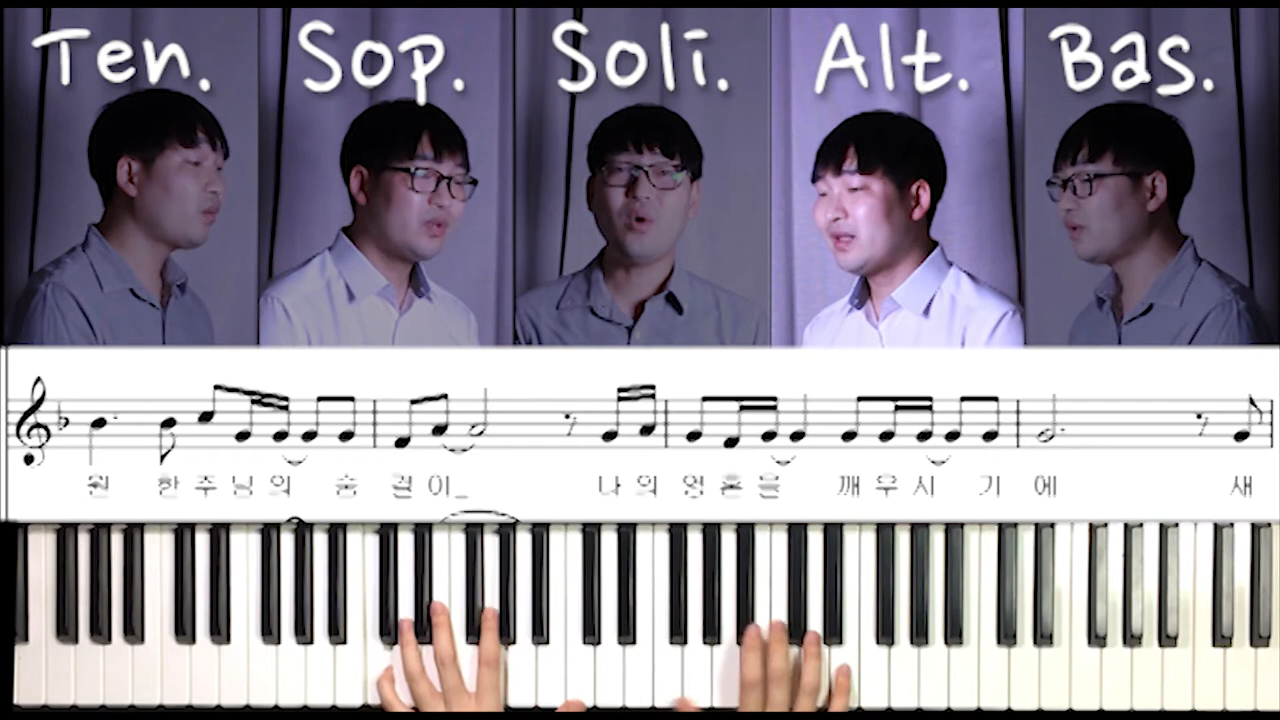 Ten. Sop. Soli. Alt. Bas.
원 한 주 님 의 숨 결 이_ 나 의 영 혼 을 깨 우 시 기 에 새